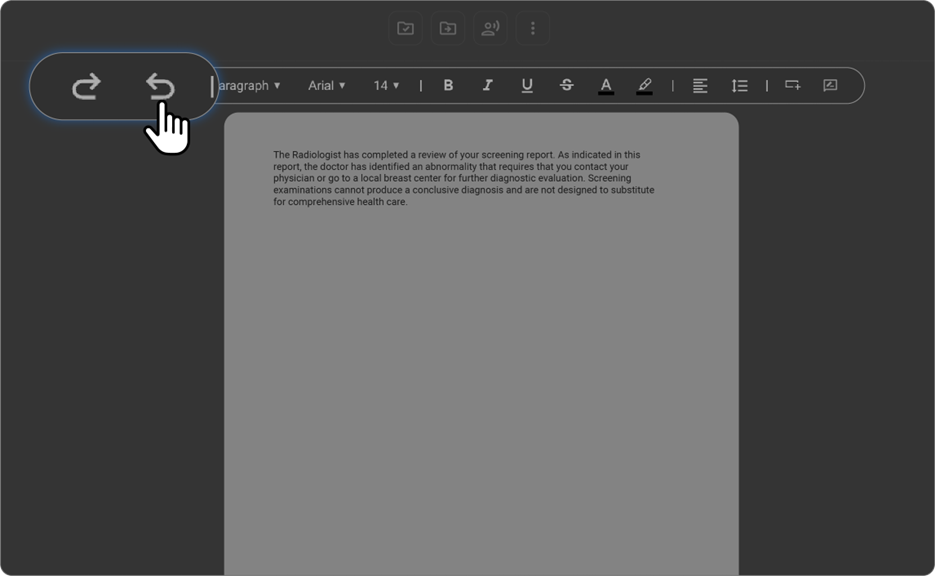 aragraph Arial 14 B I U S A
The Radiologist has completed a review of your screening report. As indicated in this
report, the doctor has identified an abnormality that requires that you contact your
physician or go to a local breast center for further diagnostic evaluation. Screening
examinations cannot produce a conclusive diagnosis and are not designed to substitute
for comprehensive health care.